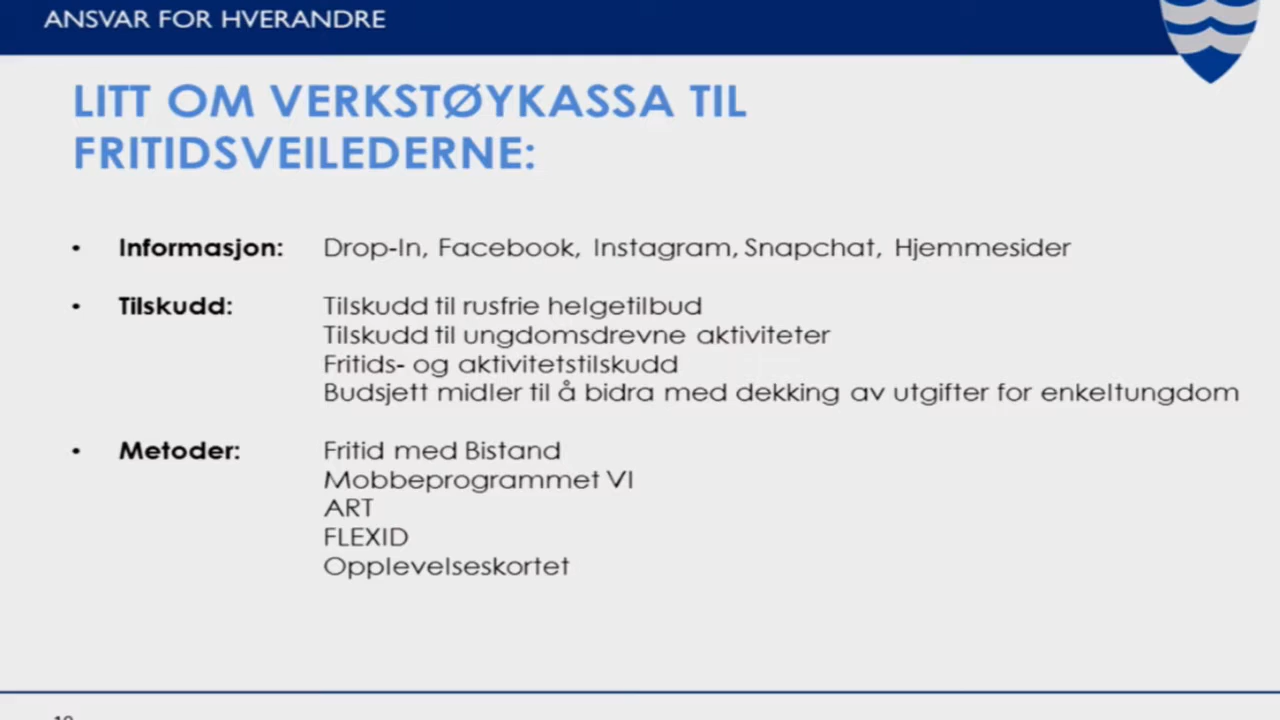 ANSVAR FOR HVERANDRE
LITT OM VERKSTØYKASSA TIL
FRITIDSVEILEDERNE:
• Informasjon: Drop-In, Facebook, Instagram, Snapchat, Hjemmesider
• Tilskudd: Tilskudd til rusfrie helgetilbud
Tilskudd til ungdomsdrevne aktiviteter
Fritids- og aktivitetstilskudd
Budsjett midler til å bidra med dekking av utgifter for enkeltungdom
• Metoder: Fritid med Bistand
Mobbeprogrammet VI
ART
FLEXID
Opplevelseskortet